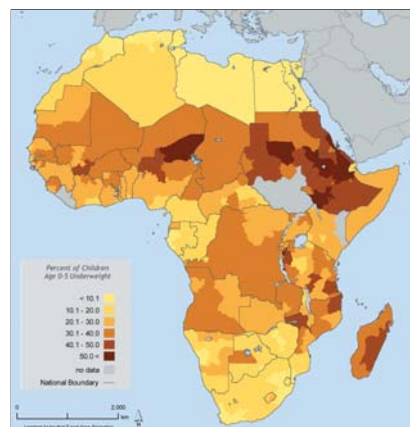 Percent of Children
Age 0-5 Underweight
< 10.1
10.1 - 20.0
20.1 - 30.0
30.1 - 40.0
40.1 - 50.0
50.0 <
no data
National Boundary
0
2,000
km